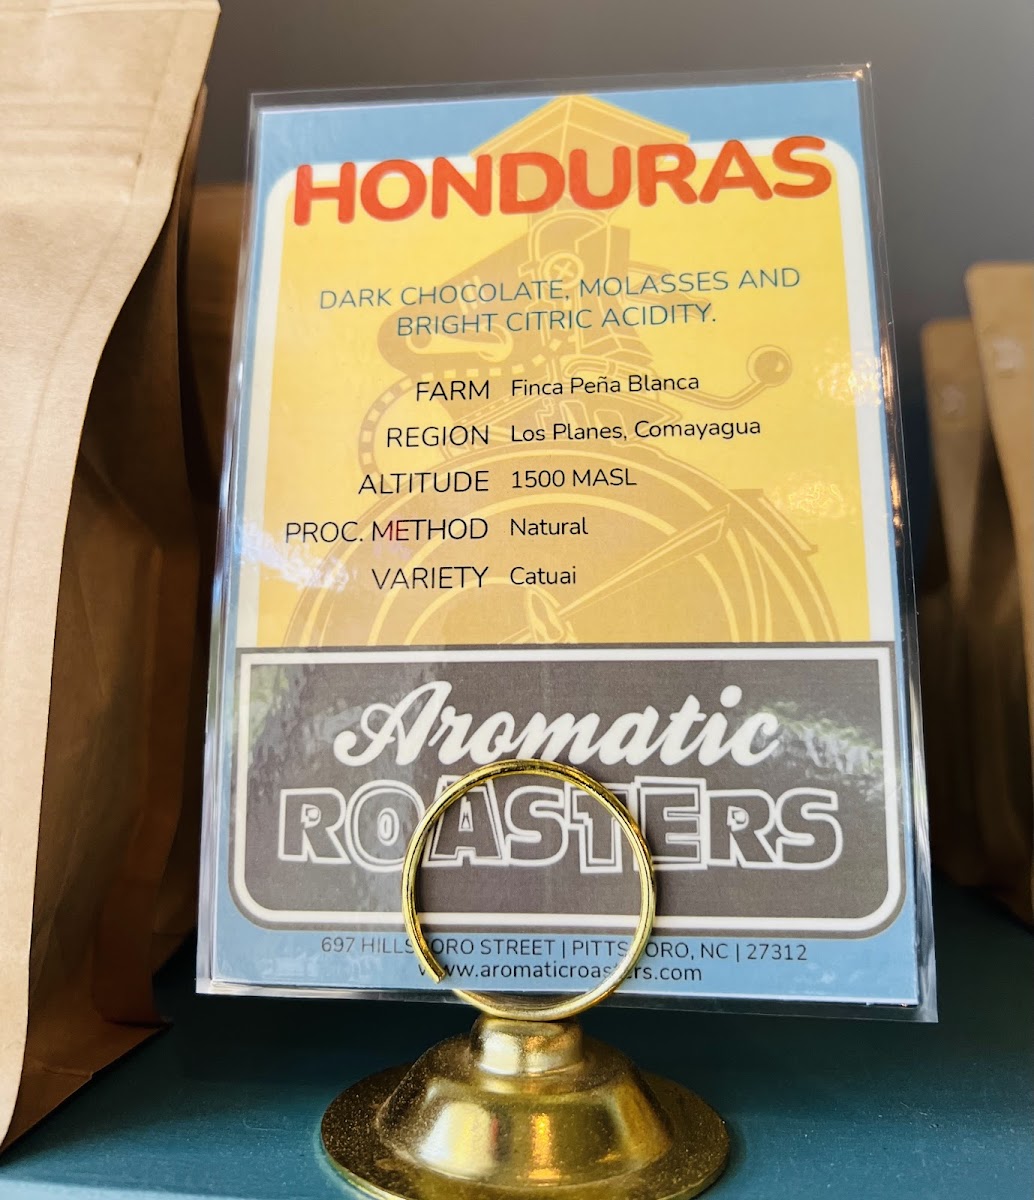 HONDURAS
DARK CHOCOLATE, MOLASSES AND
BRIGHT CITRIC ACIDITY.
FARM Finca Peña Blanca
REGION Los Planes, Comayagua
ALTITUDE 1500 MASL
PROC. METHOD Natural
VARIETY Catuai
Aromatic
ROASTERS
697 HILLSBORO STREET | PITTSBORO, NC | 27312
www.aromaticroasters.com